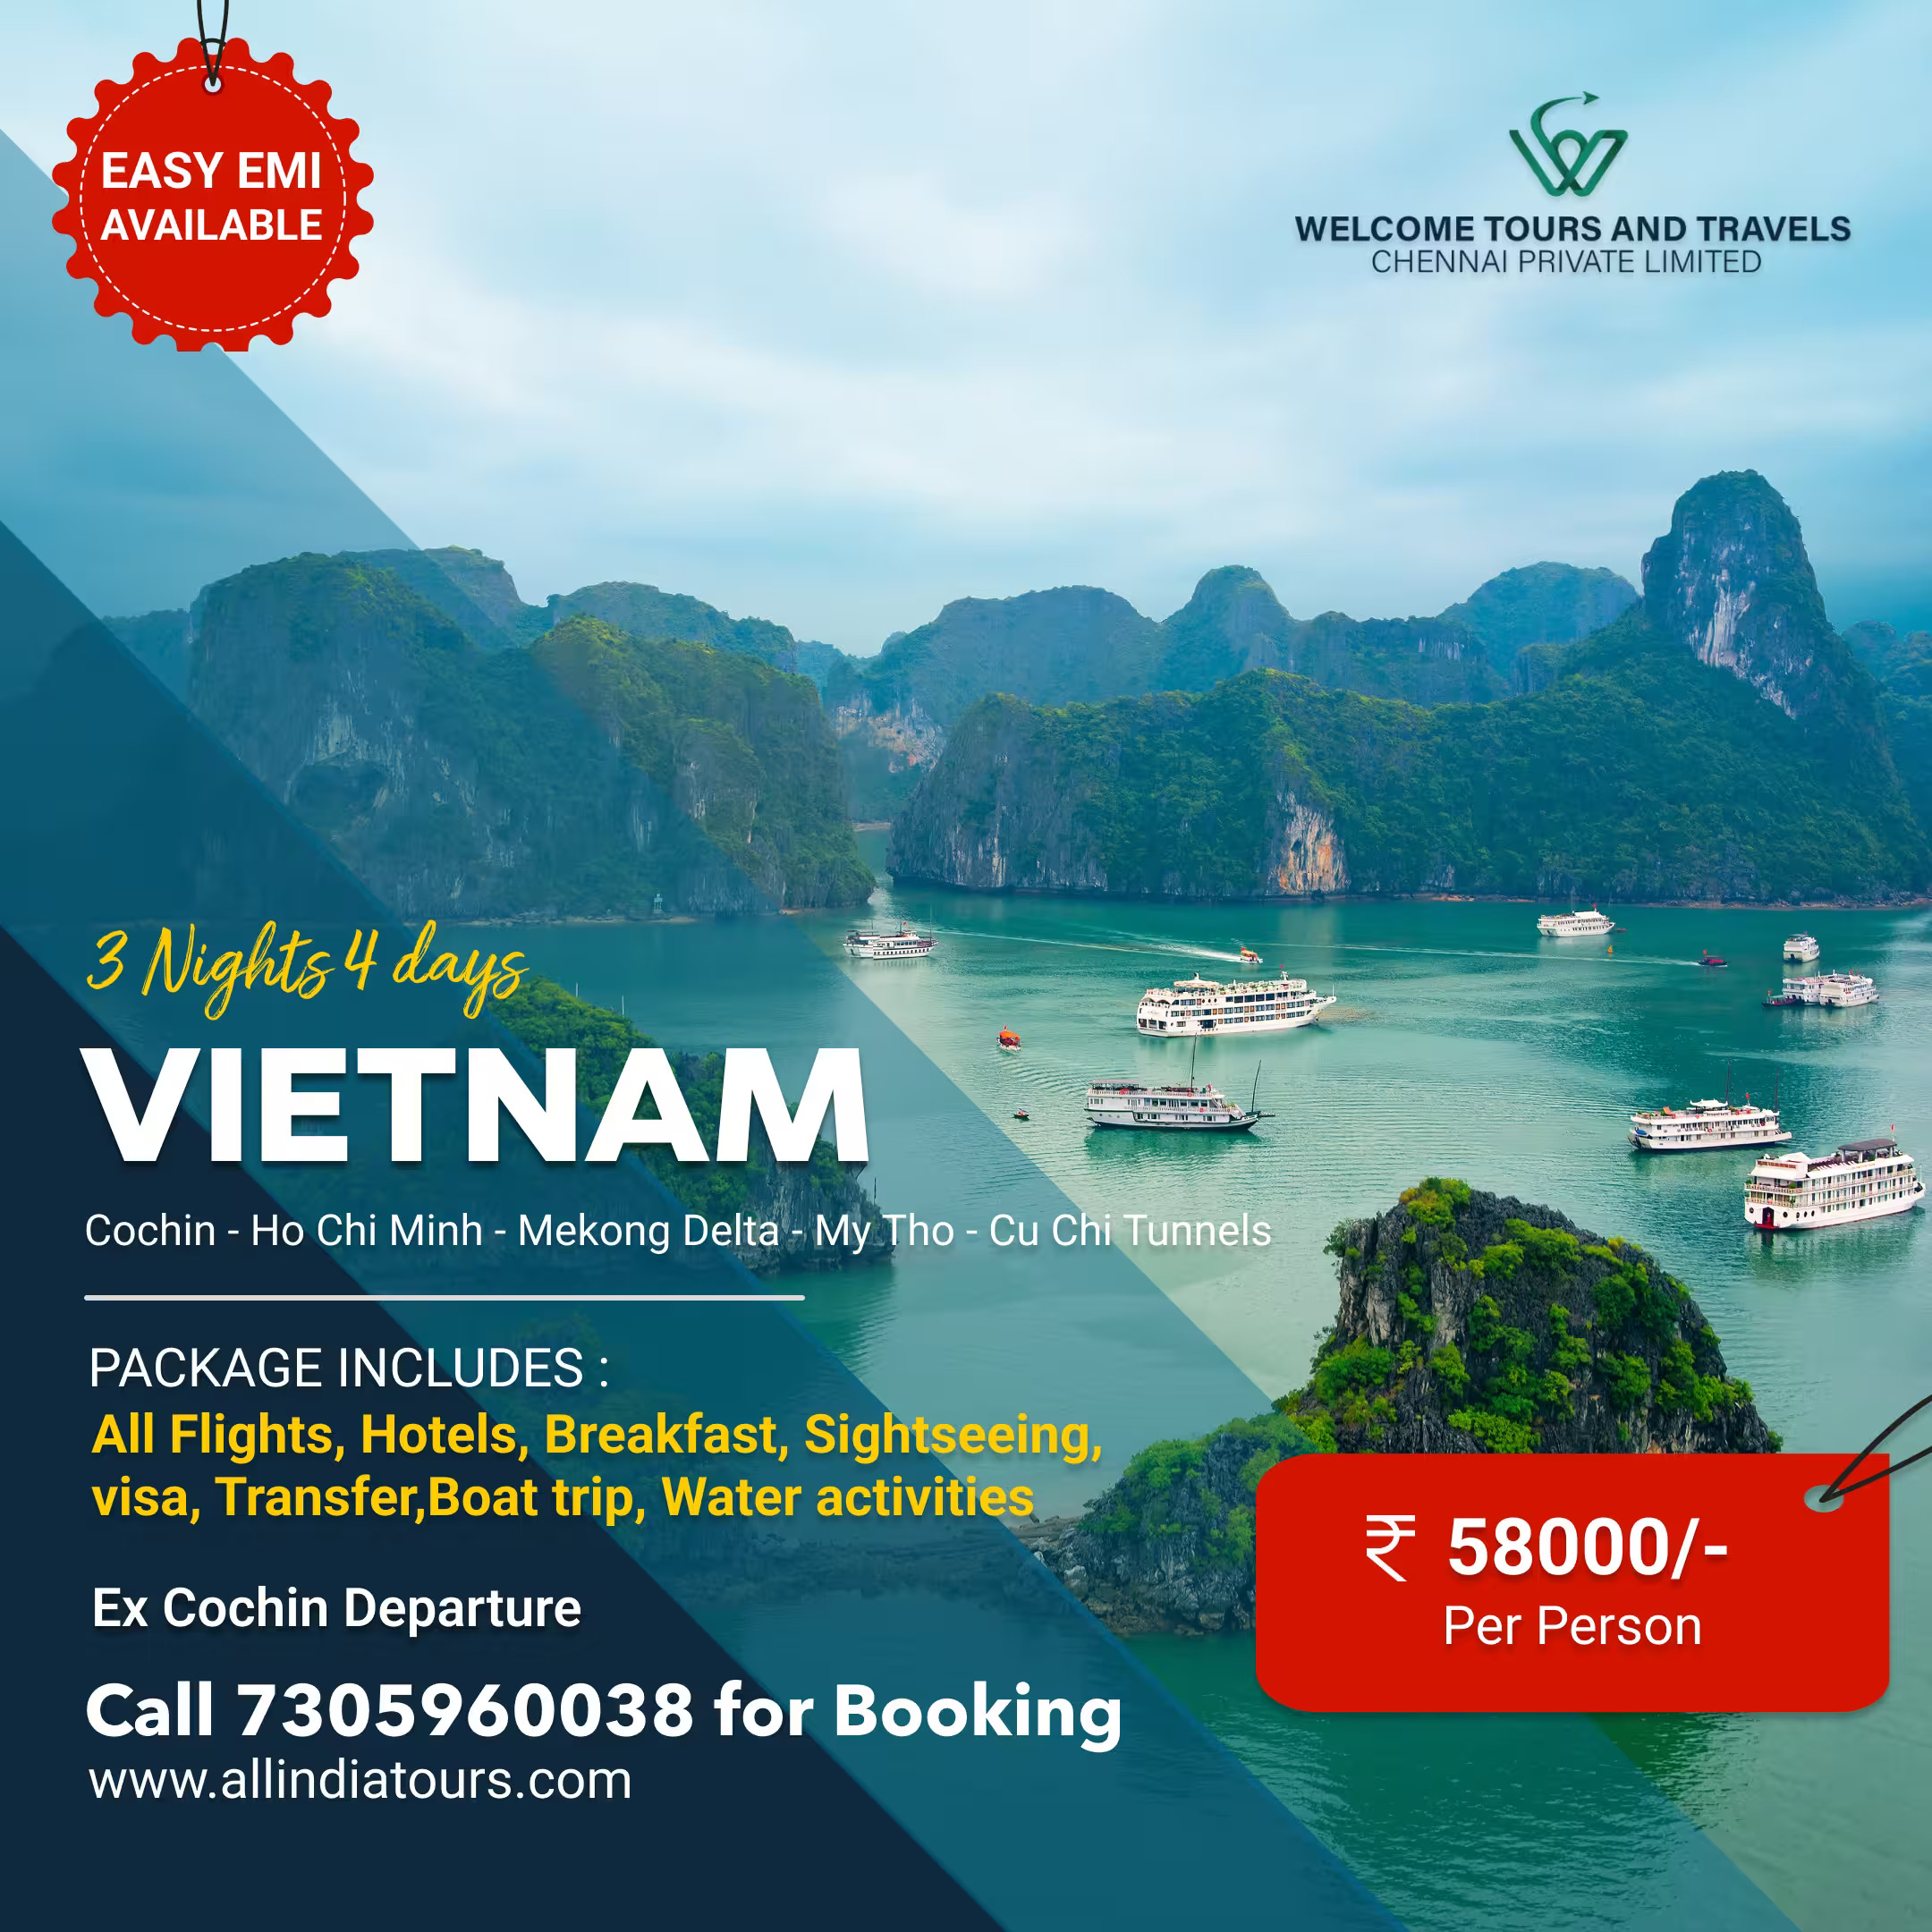 EASY EMI
AVAILABLE
WELCOME TOURS AND TRAVELS
CHENNAI PRIVATE LIMITED
3 Nights 4 days
VIETNAM
Cochin - Ho Chi Minh - Mekong Delta - My Tho - Cu Chi Tunnels
PACKAGE INCLUDES :
All Flights, Hotels, Breakfast, Sightseeing,
visa, Transfer,Boat trip, Water activities
₹ 58000/-
Per Person
Ex Cochin Departure
Call 7305960038 for Booking
www.allindiatours.com